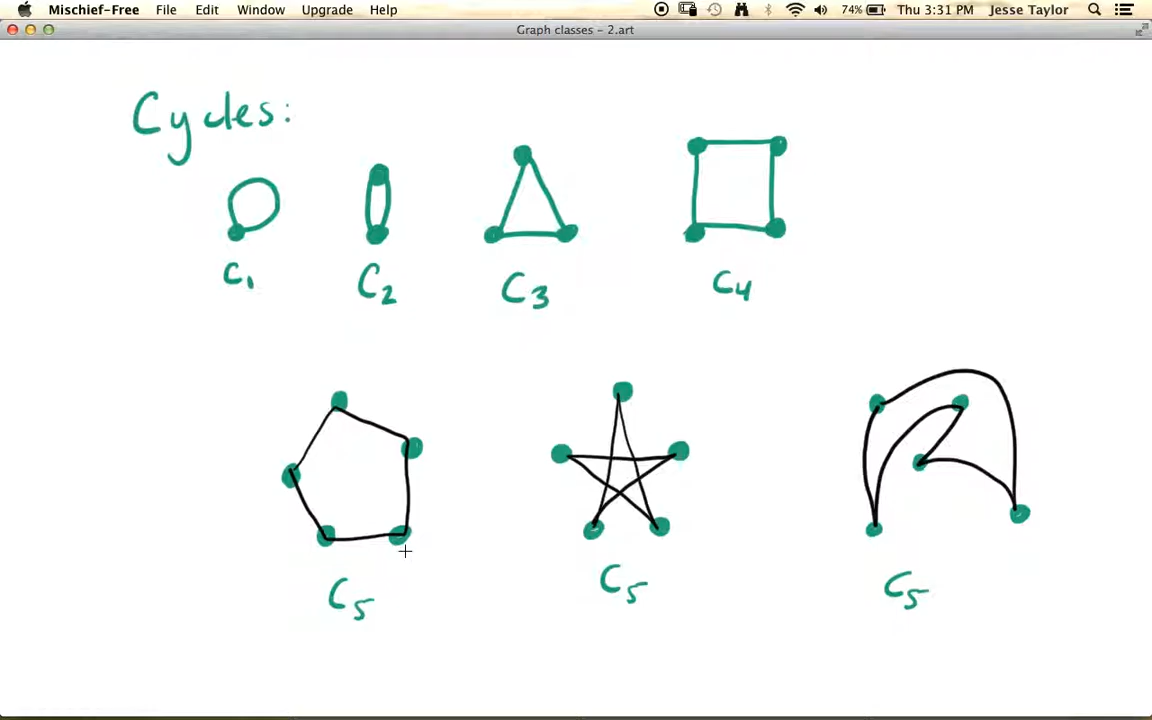 Mischief-Free File Edit Window Upgrade Help 74% Thu 3:31 PM Jesse Taylor
Graph classes – 2.art
Cycles:
C₁ C₂ C₃ C₄
C₅ C₅ C₅